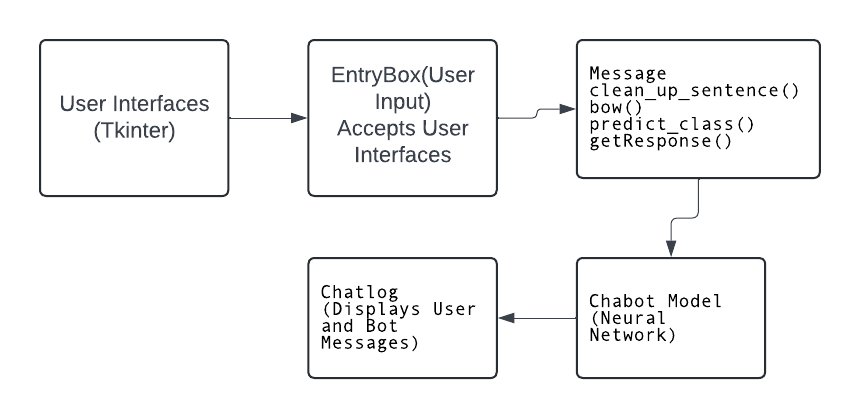 User Interfaces
(Tkinter)
EntryBox(User
Input)
Accepts User
Interfaces
Message
clean_up_sentence()
bow()
predict_class()
getResponse()
Chatlog
(Displays User
and Bot
Messages)
Chabot Model
(Neural
Network)